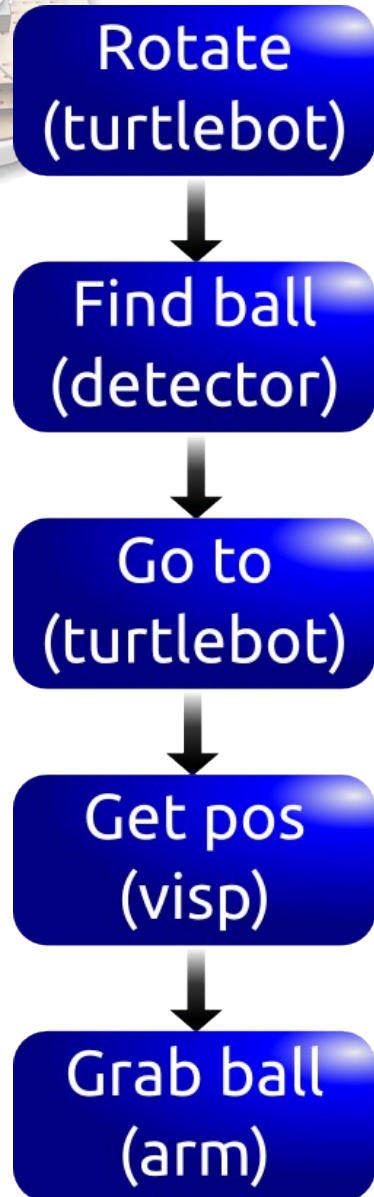 Rotate
(turtlebot)
Find ball
(detector)
Go to
(turtlebot)
Get pos
(visp)
Grab ball
(arm)